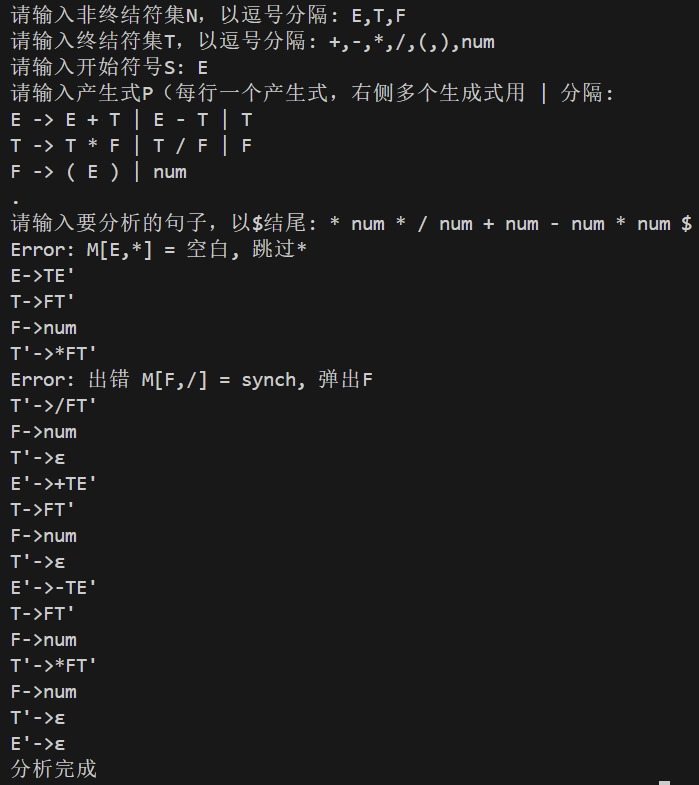 请输入非终结符集N，以逗号分隔: E,T,F
请输入终结符集T，以逗号分隔: +,-,*,/,(,),num
请输入开始符号S: E
请输入产生式P（每行一个产生式，右侧多个生成式用 | 分隔:
E -> E + T | E - T | T
T -> T * F | T / F | F
F -> ( E ) | num
.
请输入要分析的句子，以$结尾: * num * / num + num - num * num $
Error: M[E,*] = 空白, 跳过*
E->TE'
T->FT'
F->num
T'->*FT'
Error: 出错 M[F,/] = synch, 弹出F
T'->/FT'
F->num
T'->ε
E'->+TE'
T->FT'
F->num
T'->ε
E'->-TE'
T->FT'
F->num
T'->*FT'
F->num
T'->ε
E'->ε
分析完成